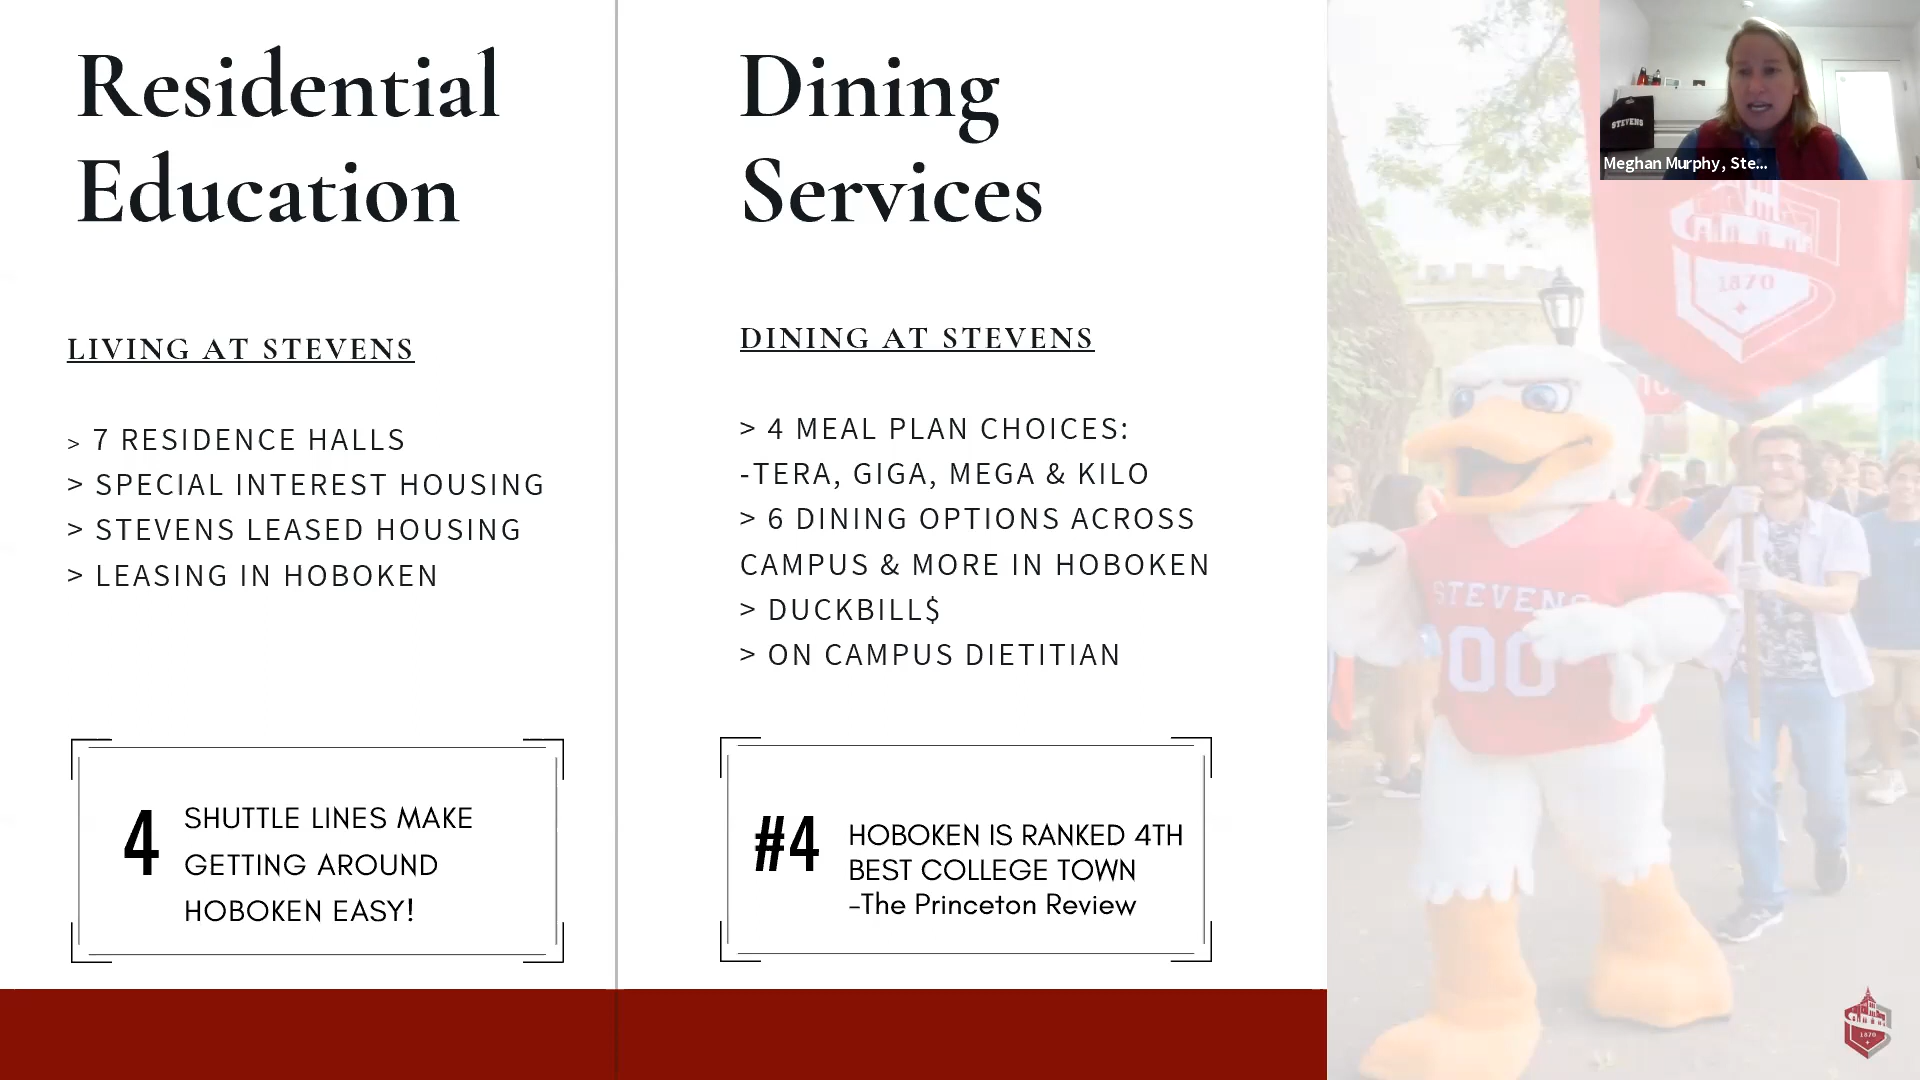 Residential
Education
LIVING AT STEVENS
> 7 RESIDENCE HALLS
> SPECIAL INTEREST HOUSING
> STEVENS LEASED HOUSING
> LEASING IN HOBOKEN
4
SHUTTLE LINES MAKE
GETTING AROUND
HOBOKEN EASY!
Dining
Services
DINING AT STEVENS
> 4 MEAL PLAN CHOICES:
-TERA, GIGA, MEGA & KILO
> 6 DINING OPTIONS ACROSS
CAMPUS & MORE IN HOBOKEN
> DUCKBILL$
> ON CAMPUS DIETITIAN
#4
HOBOKEN IS RANKED 4TH
BEST COLLEGE TOWN
-The Princeton Review
STEVENS
Meghan Murphy, Ste...
1870
STEVENS
00
1870